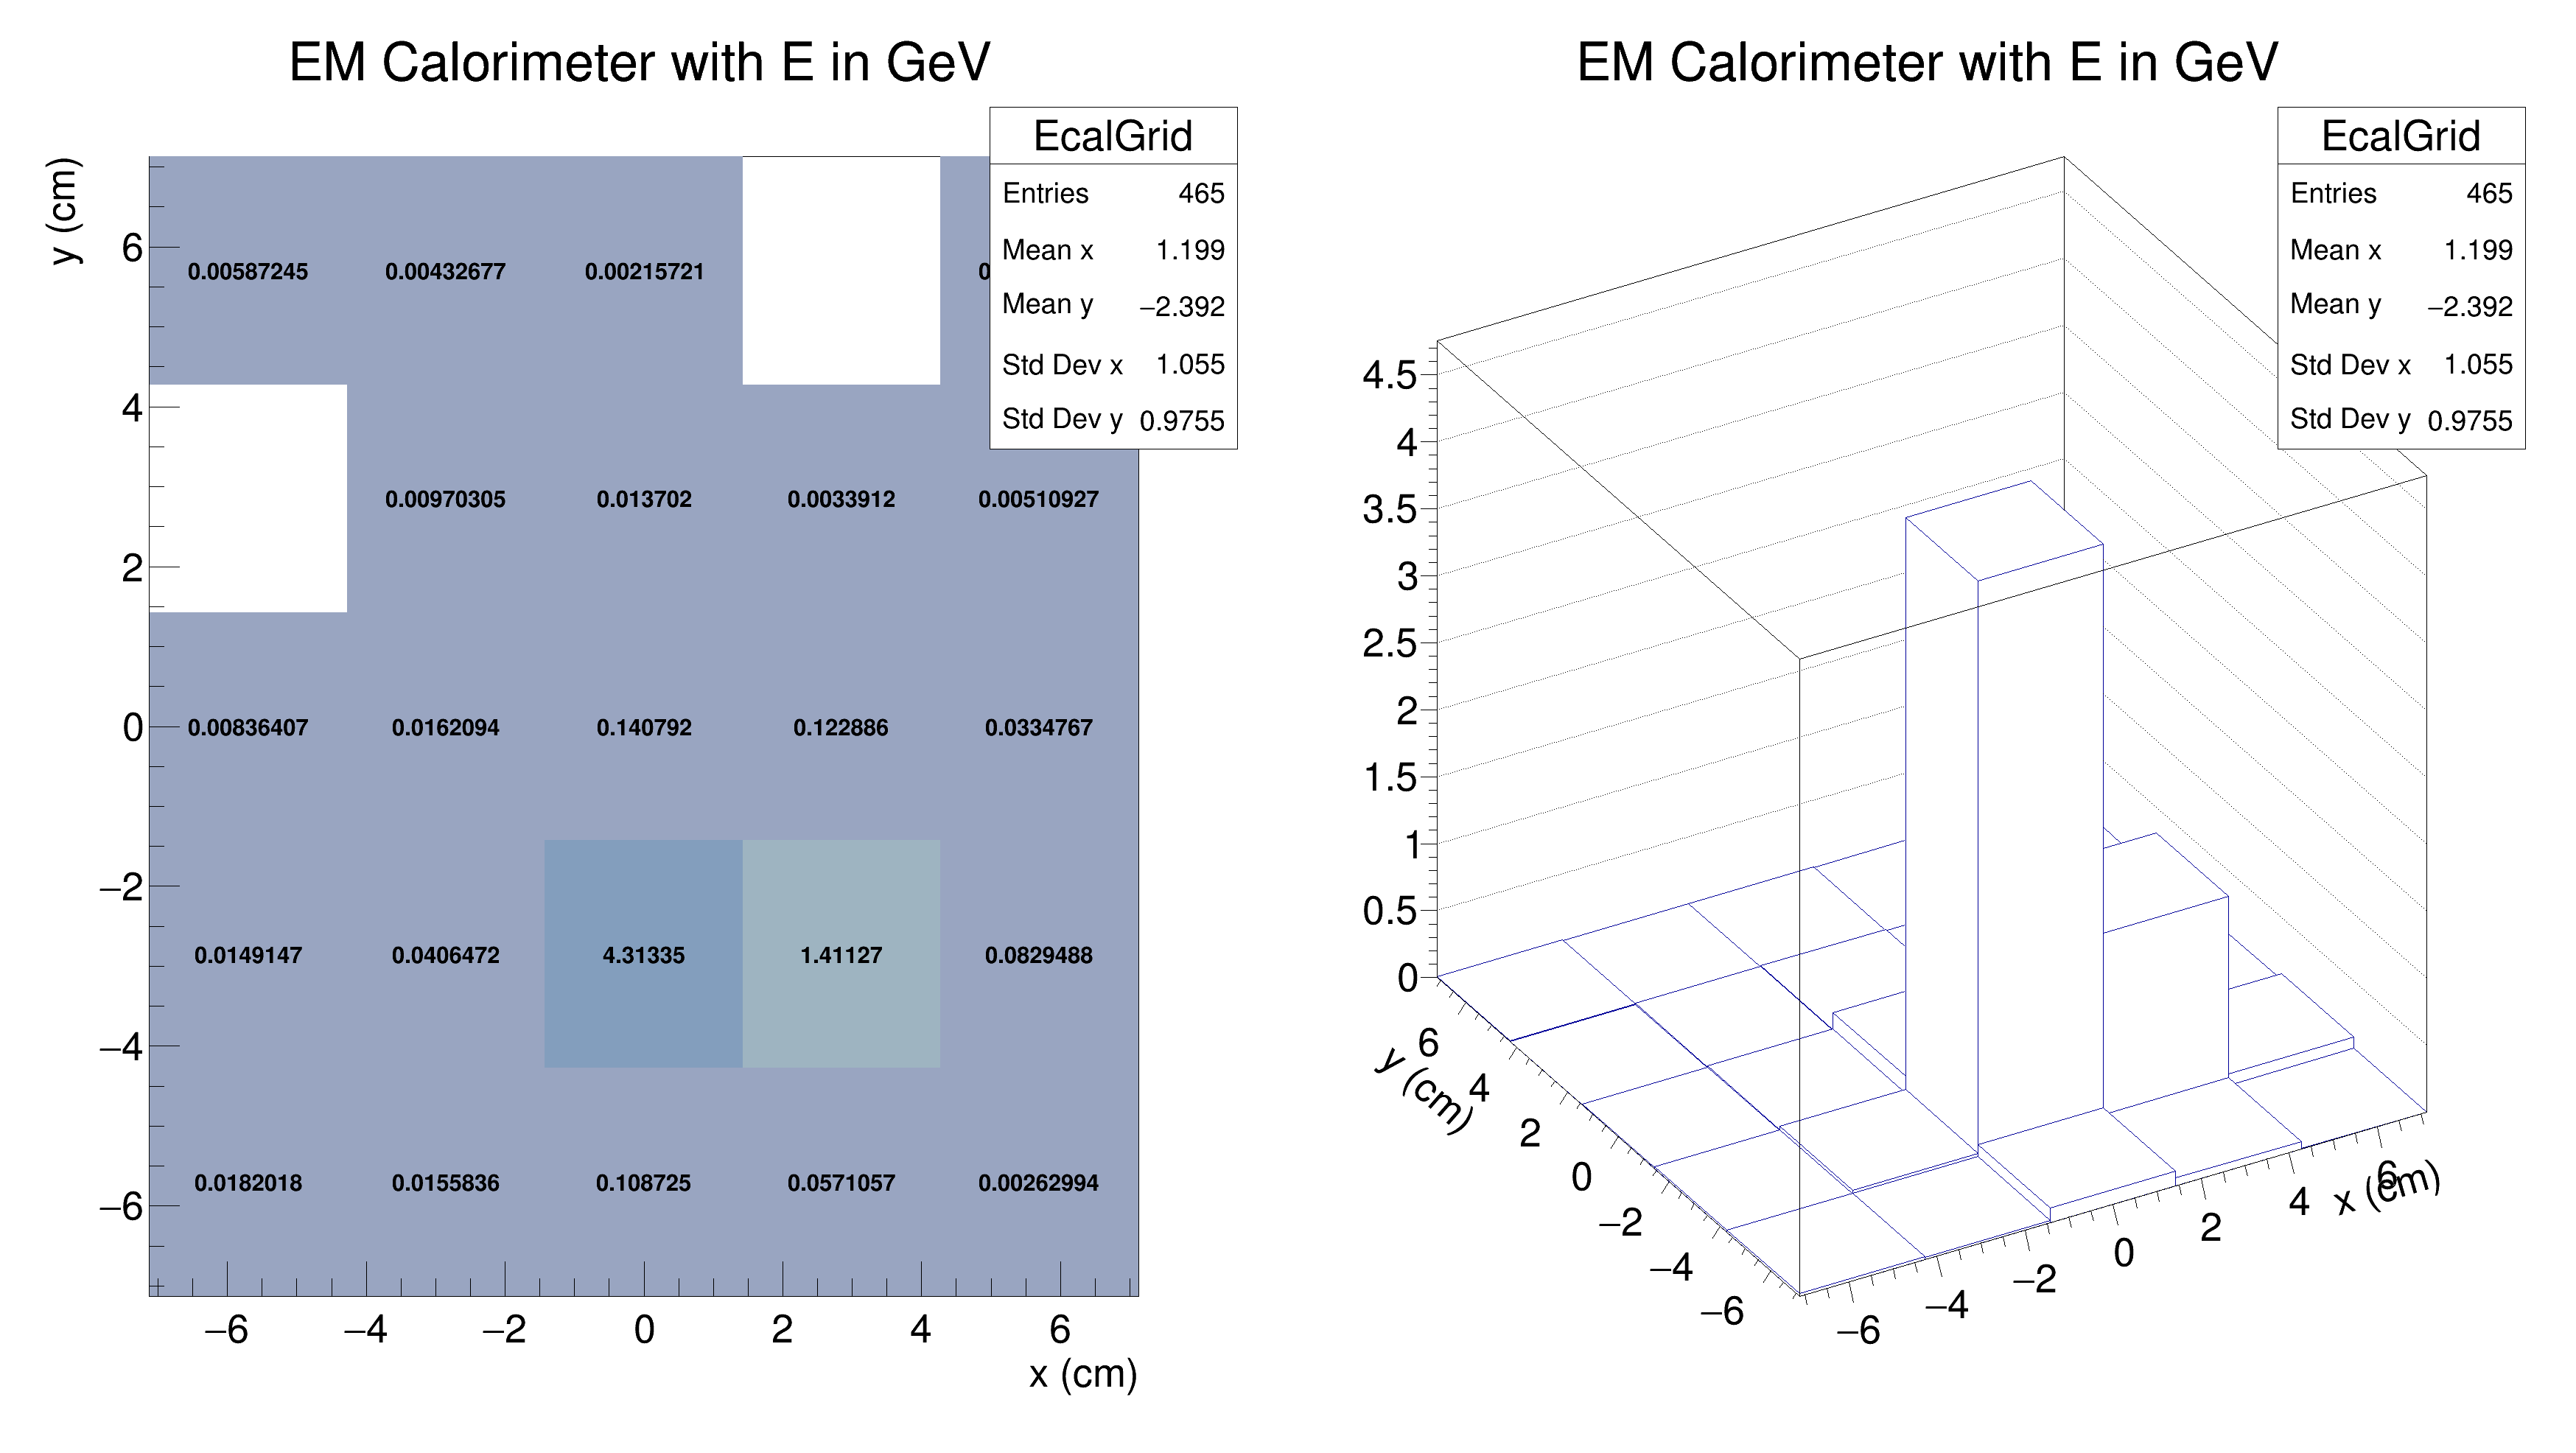 EM Calorimeter with E in GeV
EcalGrid
Entries 465
Mean x 1.199
Mean y −2.392
Std Dev x 1.055
Std Dev y 0.9755
y (cm)
6
4
2
0
−2
−4
−6
0.00587245 0.00432677 0.00215721
0.00970305 0.013702 0.0033912 0.00510927
0.00836407 0.0162094 0.140792 0.122886 0.0334767
0.0149147 0.0406472 4.31335 1.41127 0.0829488
0.0182018 0.0155836 0.108725 0.0571057 0.00262994
−6 −4 −2 0 2 4 6
x (cm)
EM Calorimeter with E in GeV
EcalGrid
Entries 465
Mean x 1.199
Mean y −2.392
Std Dev x 1.055
Std Dev y 0.9755
4.5
4
3.5
3
2.5
2
1.5
1
0.5
0
6
4
2
0
−2
−4
−6
y (cm)
−6
−4
−2
0
2
4
6
x (cm)